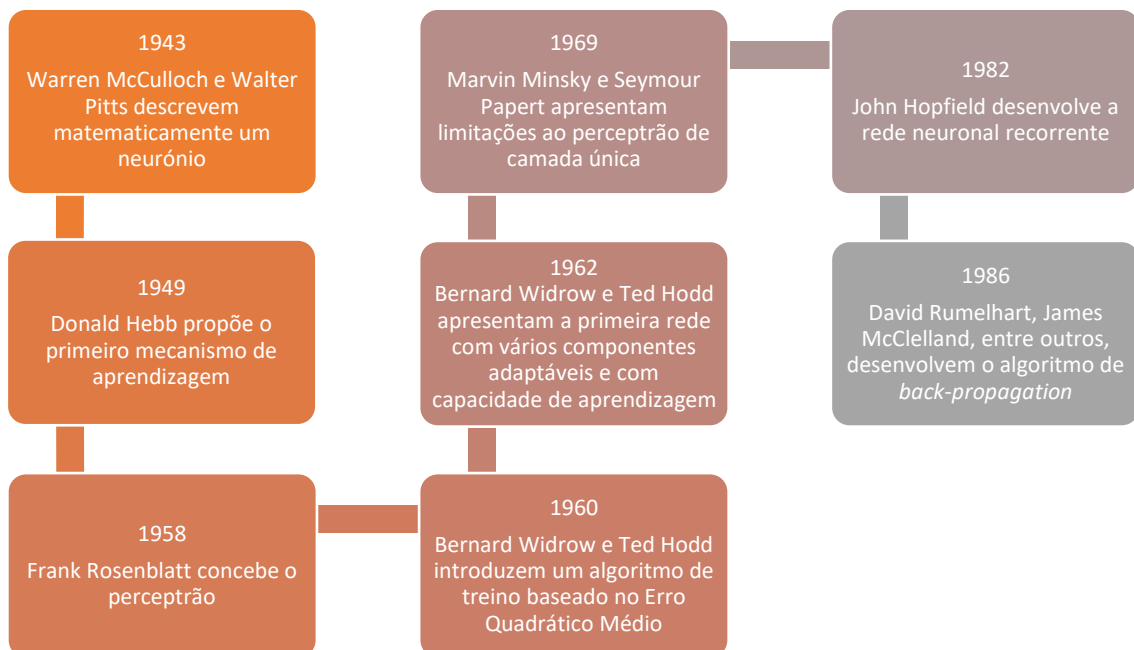 1943
Warren McCulloch e Walter
Pitts descrevem
matematicamente um
neurónio
1949
Donald Hebb propõe o
primeiro mecanismo de
aprendizagem
1958
Frank Rosenblatt concebe o
perceptrão
1960
Bernard Widrow e Ted Hodd
introduzem um algoritmo de
treino baseado no Erro
Quadrático Médio
1962
Bernard Widrow e Ted Hodd
apresentam a primeira rede
com vários componentes
adaptáveis e com
capacidade de aprendizagem
1969
Marvin Minsky e Seymour
Papert apresentam
limitações ao perceptrão de
camada única
1982
John Hopfield desenvolve a
rede neuronal recorrente
1986
David Rumelhart, James
McClelland, entre outros,
desenvolvem o algoritmo de
back-propagation